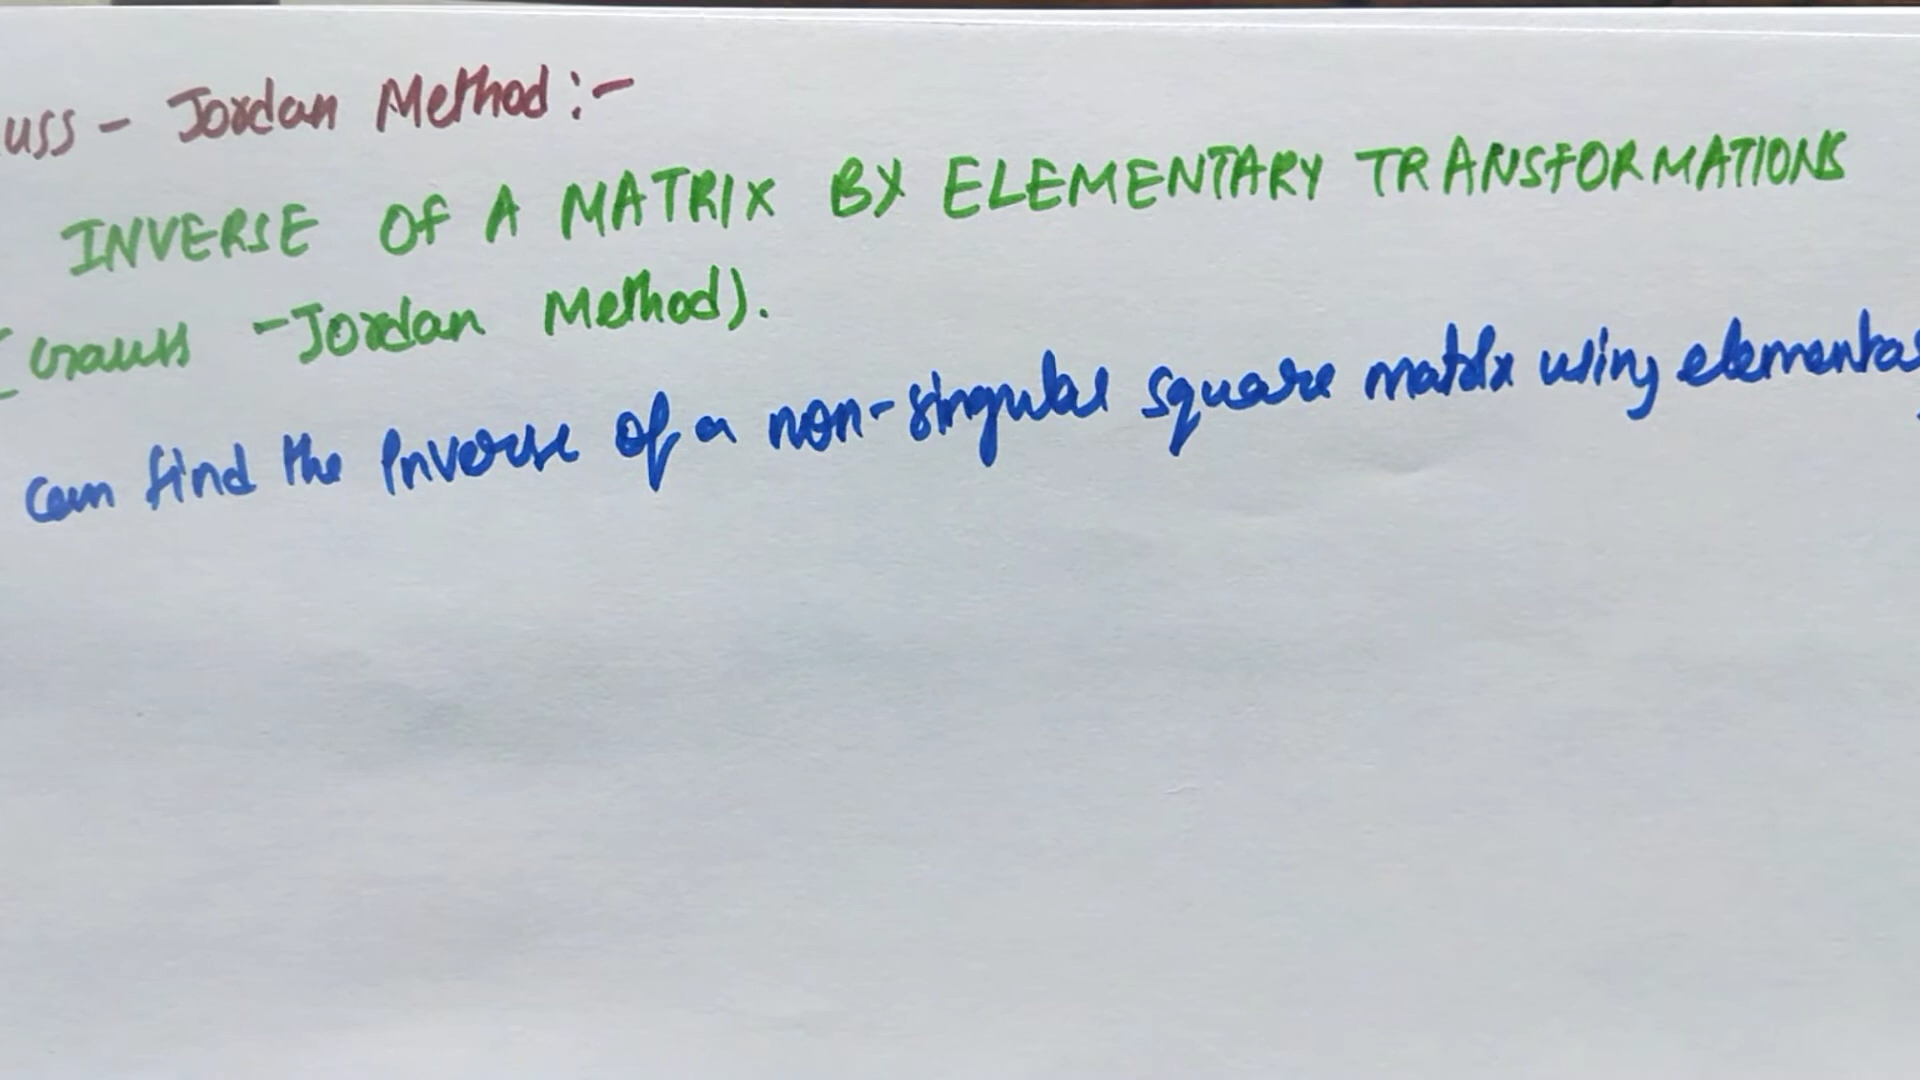 uss - Jordan Method :-
INVERSE OF A MATRIX BY ELEMENTARY TRANSFORMATIONS
(Gauss - Jordan Method).
can find the Inverse of a non-singular square matrix using elementa